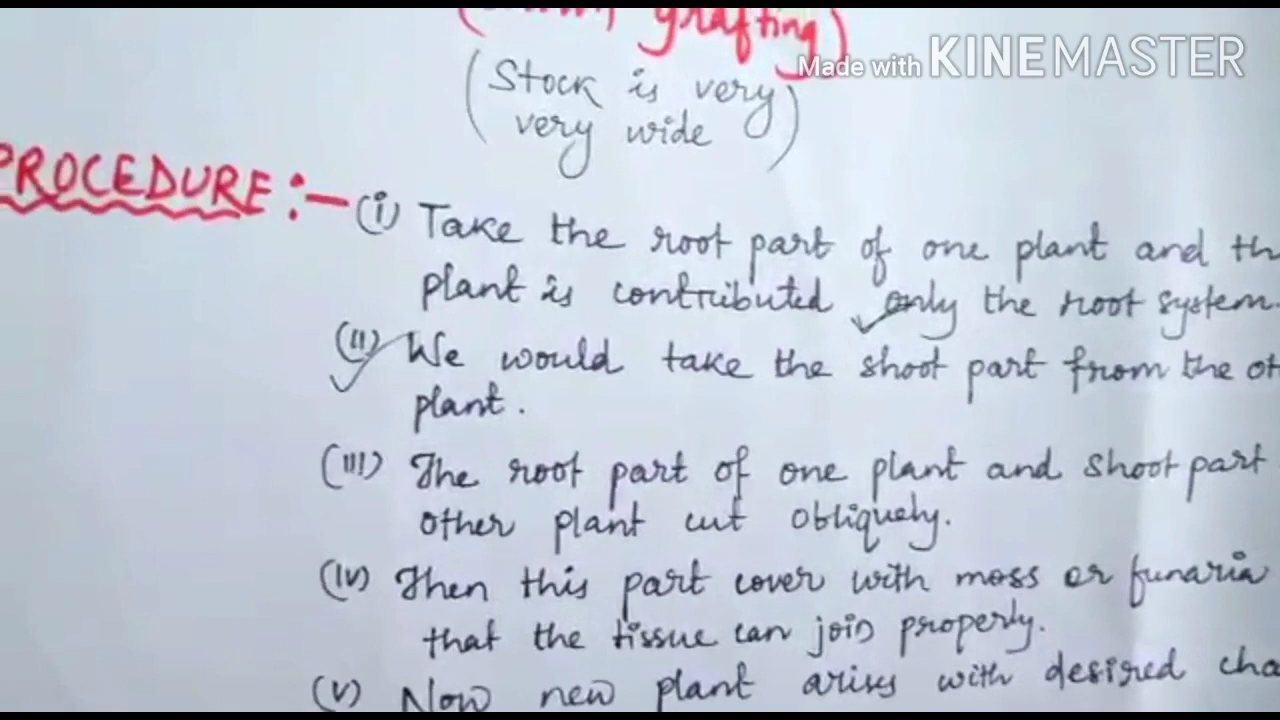 grafting)
Made with KINEMASTER
(Stock is very
very wide)
PROCEDURE :- (i) Take the root part of one plant and th
plant is contributed only the root system.
(ii) We would take the shoot part from the ot
plant.
(iii) The root part of one plant and shoot part
other plant cut obliquely.
(iv) Then this part cover with moss or funaria
that the tissue can join properly.
(v) Now new plant arises with desired cha